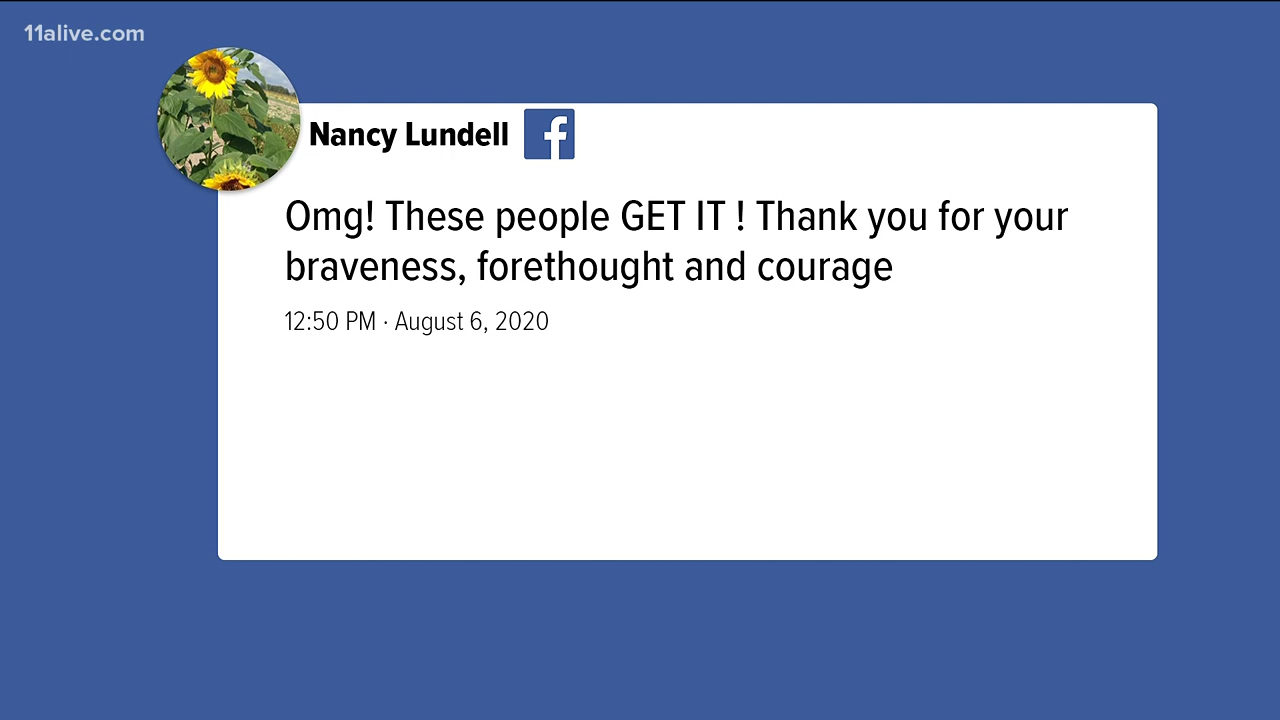 11alive.com
Nancy Lundell f
Omg! These people GET IT ! Thank you for your
braveness, forethought and courage
12:50 PM · August 6, 2020